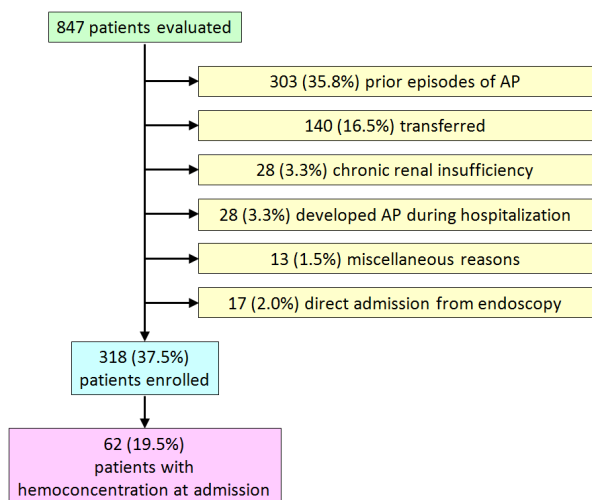 847 patients evaluated
303 (35.8%) prior episodes of AP
140 (16.5%) transferred
28 (3.3%) chronic renal insufficiency
28 (3.3%) developed AP during hospitalization
13 (1.5%) miscellaneous reasons
17 (2.0%) direct admission from endoscopy
318 (37.5%)
patients enrolled
62 (19.5%)
patients with
hemoconcentration at admission